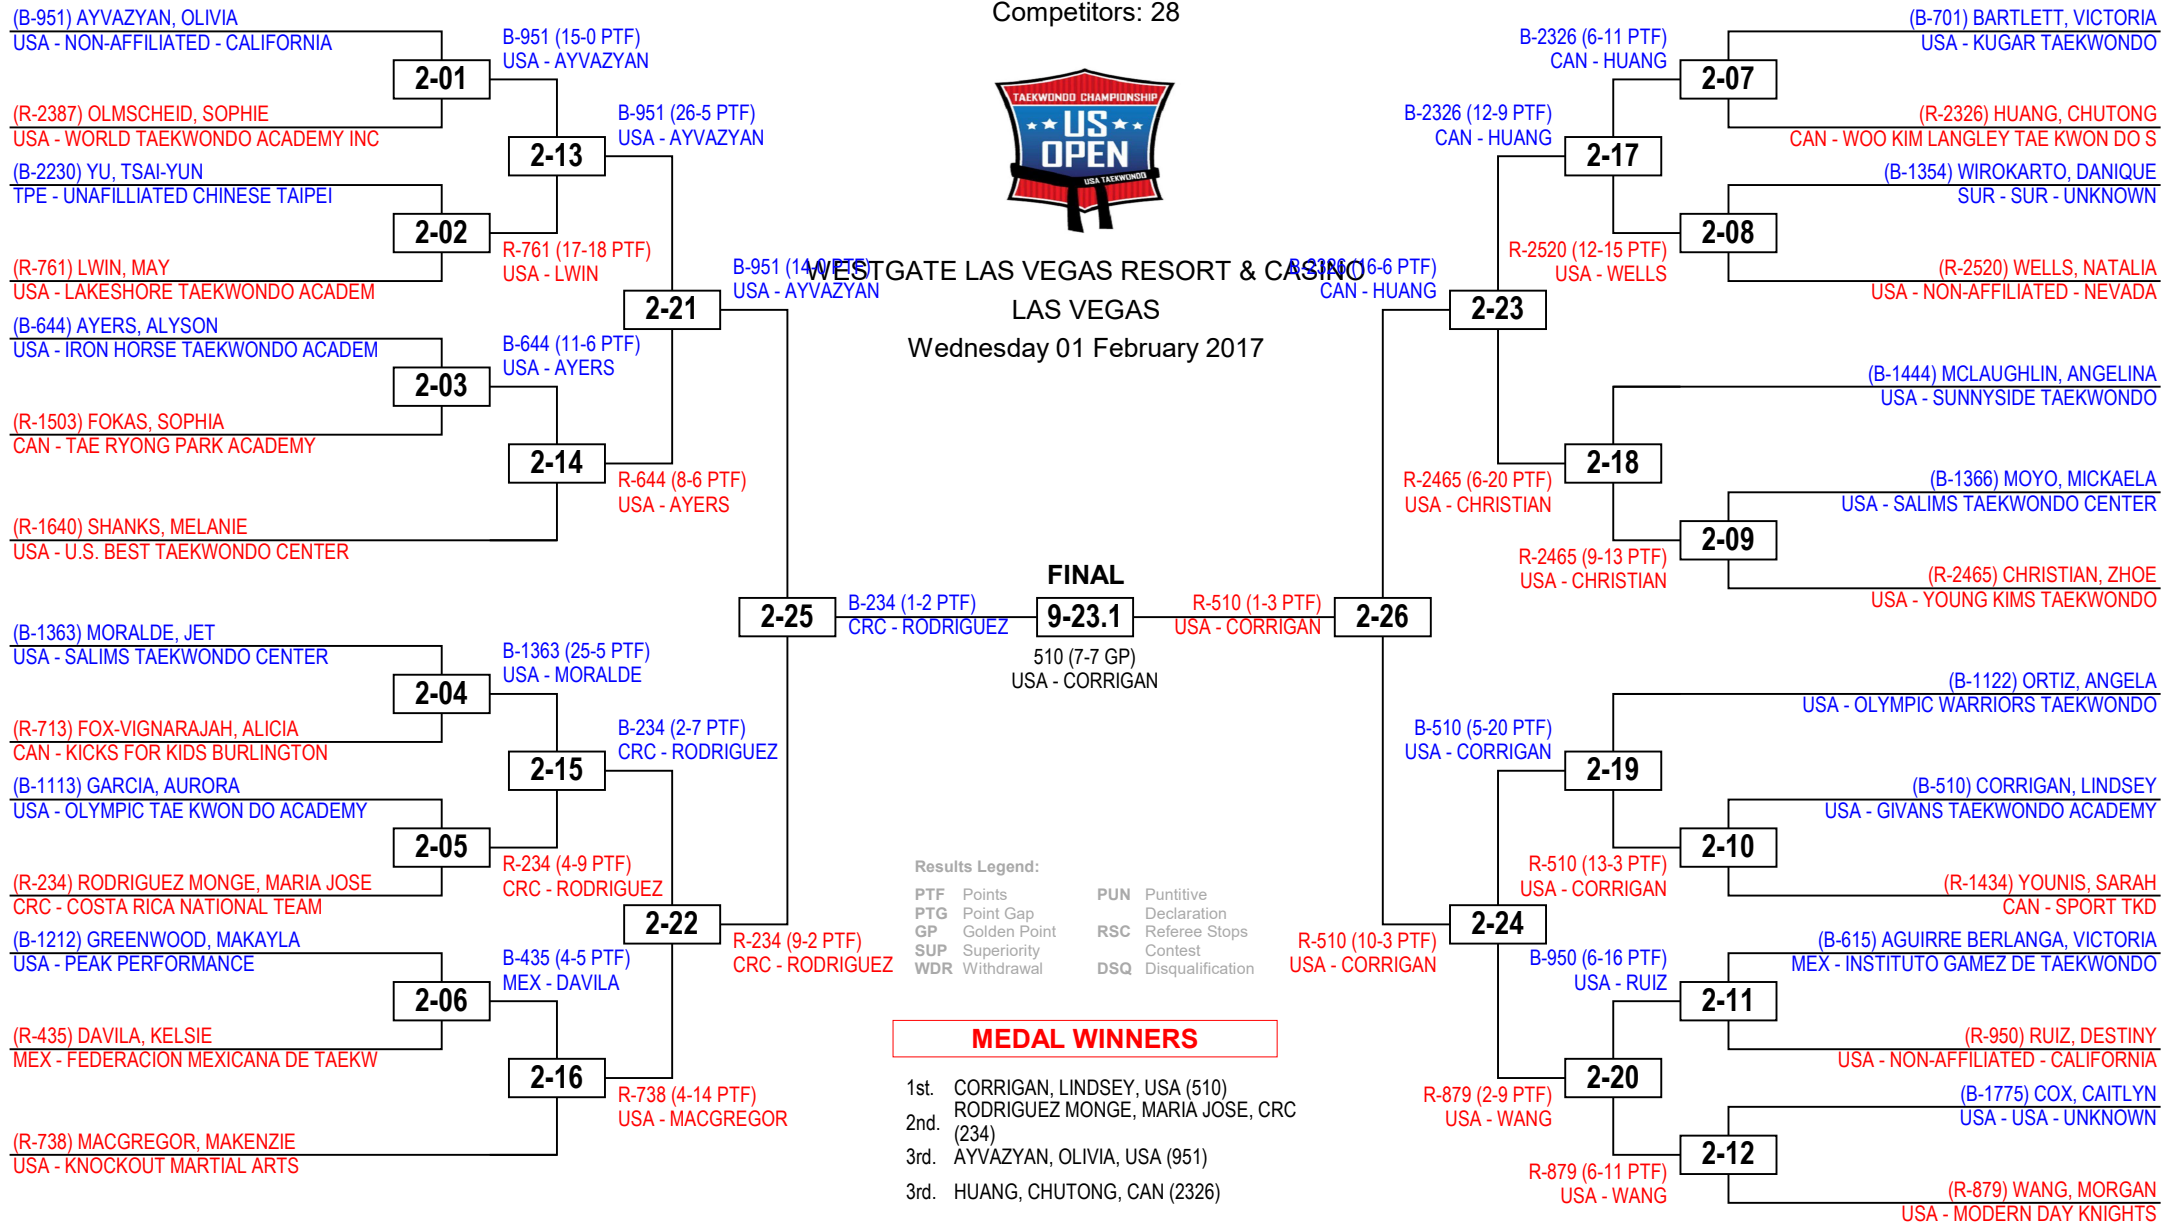 Competitors: 28
TAEKWONDO CHAMPIONSHIP
US
OPEN
USA TAEKWONDO
WESTGATE LAS VEGAS RESORT & CASINO
LAS VEGAS
Wednesday 01 February 2017
(B-951) AYVAZYAN, OLIVIA
USA - NON-AFFILIATED - CALIFORNIA
2-01
(R-2387) OLMSCHEID, SOPHIE
USA - WORLD TAEKWONDO ACADEMY INC
(B-2230) YU, TSAI-YUN
TPE - UNAFILLIATED CHINESE TAIPEI
2-02
(R-761) LWIN, MAY
USA - LAKESHORE TAEKWONDO ACADEM
(B-644) AYERS, ALYSON
USA - IRON HORSE TAEKWONDO ACADEM
2-03
(R-1503) FOKAS, SOPHIA
CAN - TAE RYONG PARK ACADEMY
(R-1640) SHANKS, MELANIE
USA - U.S. BEST TAEKWONDO CENTER
(B-1363) MORALDE, JET
USA - SALIMS TAEKWONDO CENTER
2-04
(R-713) FOX-VIGNARAJAH, ALICIA
CAN - KICKS FOR KIDS BURLINGTON
(B-1113) GARCIA, AURORA
USA - OLYMPIC TAE KWON DO ACADEMY
2-05
(R-234) RODRIGUEZ MONGE, MARIA JOSE
CRC - COSTA RICA NATIONAL TEAM
(B-1212) GREENWOOD, MAKAYLA
USA - PEAK PERFORMANCE
2-06
(R-435) DAVILA, KELSIE
MEX - FEDERACION MEXICANA DE TAEKW
(R-738) MACGREGOR, MAKENZIE
USA - KNOCKOUT MARTIAL ARTS
B-951 (15-0 PTF)
USA - AYVAZYAN
2-13
R-761 (17-18 PTF)
USA - LWIN
B-644 (11-6 PTF)
USA - AYERS
2-14
B-1363 (25-5 PTF)
USA - MORALDE
2-15
R-234 (4-9 PTF)
CRC - RODRIGUEZ
B-435 (4-5 PTF)
MEX - DAVILA
2-16
B-951 (26-5 PTF)
USA - AYVAZYAN
2-21
R-644 (8-6 PTF)
USA - AYERS
B-234 (2-7 PTF)
CRC - RODRIGUEZ
2-22
R-738 (4-14 PTF)
USA - MACGREGOR
B-951 (14-0 PTF)
USA - AYVAZYAN
2-25
R-234 (9-2 PTF)
CRC - RODRIGUEZ
B-234 (1-2 PTF)
CRC - RODRIGUEZ
FINAL
9-23.1
510 (7-7 GP)
USA - CORRIGAN
R-510 (1-3 PTF)
USA - CORRIGAN
2-26
B-2326 (16-6 PTF)
CAN - HUANG
R-510 (10-3 PTF)
USA - CORRIGAN
B-2326 (12-9 PTF)
CAN - HUANG
2-23
R-2465 (6-20 PTF)
USA - CHRISTIAN
B-510 (5-20 PTF)
USA - CORRIGAN
2-24
R-879 (2-9 PTF)
USA - WANG
B-2326 (6-11 PTF)
CAN - HUANG
2-17
R-2520 (12-15 PTF)
USA - WELLS
2-18
R-2465 (9-13 PTF)
USA - CHRISTIAN
2-19
R-510 (13-3 PTF)
USA - CORRIGAN
B-950 (6-16 PTF)
USA - RUIZ
2-20
R-879 (6-11 PTF)
USA - WANG
(B-701) BARTLETT, VICTORIA
USA - KUGAR TAEKWONDO
2-07
(R-2326) HUANG, CHUTONG
CAN - WOO KIM LANGLEY TAE KWON DO S
(B-1354) WIROKARTO, DANIQUE
SUR - SUR - UNKNOWN
2-08
(R-2520) WELLS, NATALIA
USA - NON-AFFILIATED - NEVADA
(B-1444) MCLAUGHLIN, ANGELINA
USA - SUNNYSIDE TAEKWONDO
(B-1366) MOYO, MICKAELA
USA - SALIMS TAEKWONDO CENTER
2-09
(R-2465) CHRISTIAN, ZHOE
USA - YOUNG KIMS TAEKWONDO
(B-1122) ORTIZ, ANGELA
USA - OLYMPIC WARRIORS TAEKWONDO
(B-510) CORRIGAN, LINDSEY
USA - GIVANS TAEKWONDO ACADEMY
2-10
(R-1434) YOUNIS, SARAH
CAN - SPORT TKD
(B-615) AGUIRRE BERLANGA, VICTORIA
MEX - INSTITUTO GAMEZ DE TAEKWONDO
2-11
(R-950) RUIZ, DESTINY
USA - NON-AFFILIATED - CALIFORNIA
(B-1775) COX, CAITLYN
USA - USA - UNKNOWN
2-12
(R-879) WANG, MORGAN
USA - MODERN DAY KNIGHTS
Results Legend:
PTF Points
PTG Point Gap
GP Golden Point
SUP Superiority
WDR Withdrawal
PUN Puntitive
Declaration
RSC Referee Stops
Contest
DSQ Disqualification
MEDAL WINNERS
1st. CORRIGAN, LINDSEY, USA (510)
2nd. RODRIGUEZ MONGE, MARIA JOSE, CRC
(234)
3rd. AYVAZYAN, OLIVIA, USA (951)
3rd. HUANG, CHUTONG, CAN (2326)